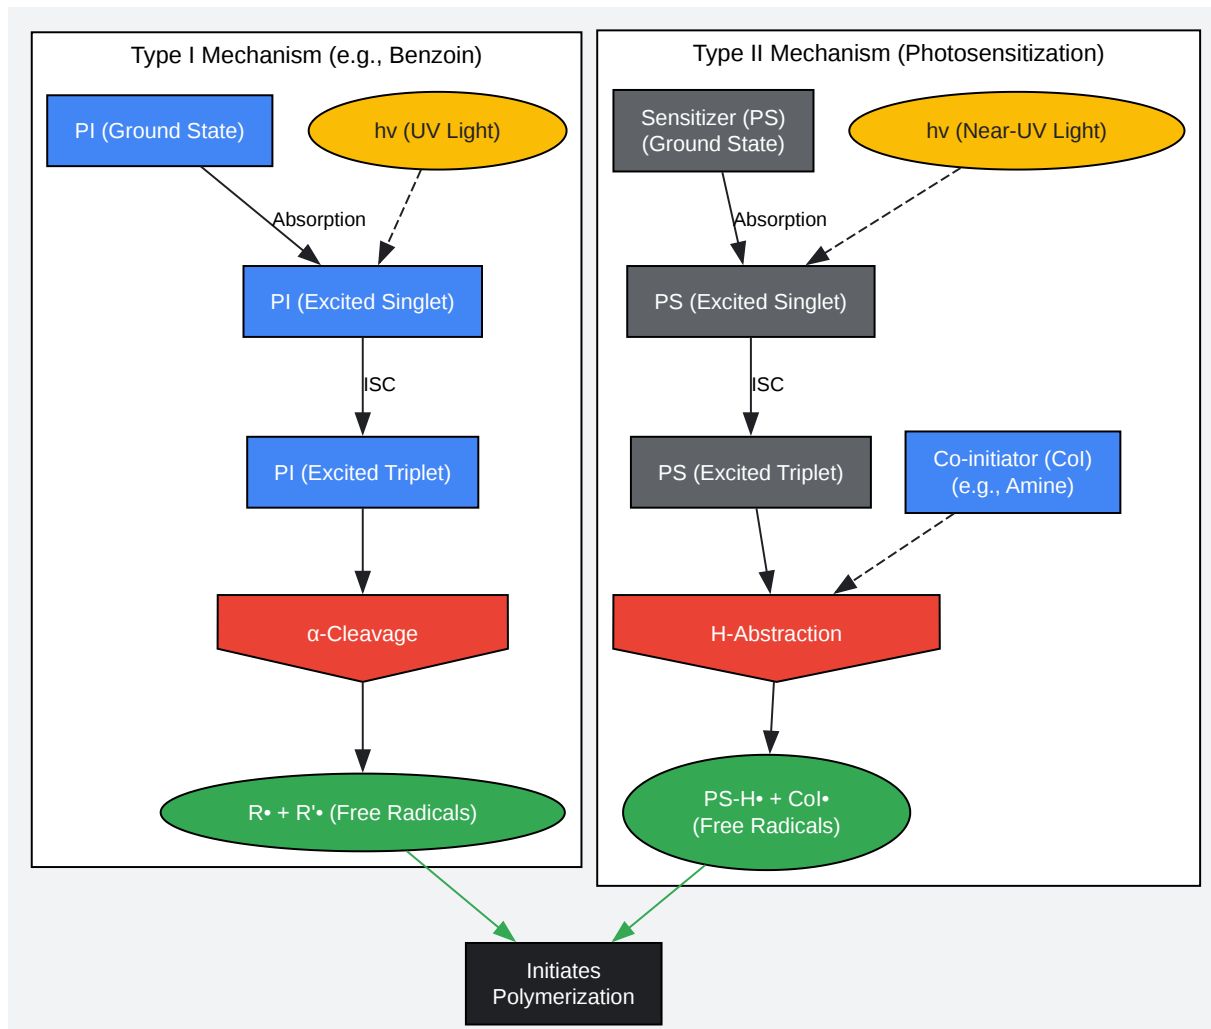 Type I Mechanism (e.g., Benzoin)
PI (Ground State)
hv (UV Light)
Absorption
PI (Excited Singlet)
ISC
PI (Excited Triplet)
α-Cleavage
R• + R'• (Free Radicals)
Type II Mechanism (Photosensitization)
Sensitizer (PS)
(Ground State)
hv (Near-UV Light)
Absorption
PS (Excited Singlet)
ISC
PS (Excited Triplet)
Co-initiator (CoI)
(e.g., Amine)
H-Abstraction
PS-H• + CoI•
(Free Radicals)
Initiates
Polymerization